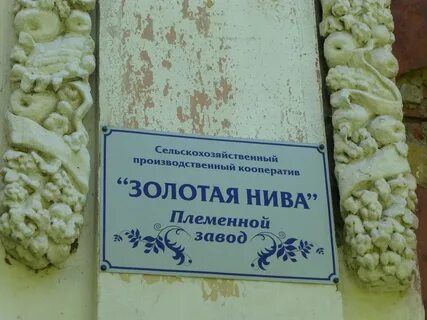 Сельскохозяйственный
производственный кооператив
“ЗОЛОТАЯ НИВА”
Племенной
завод